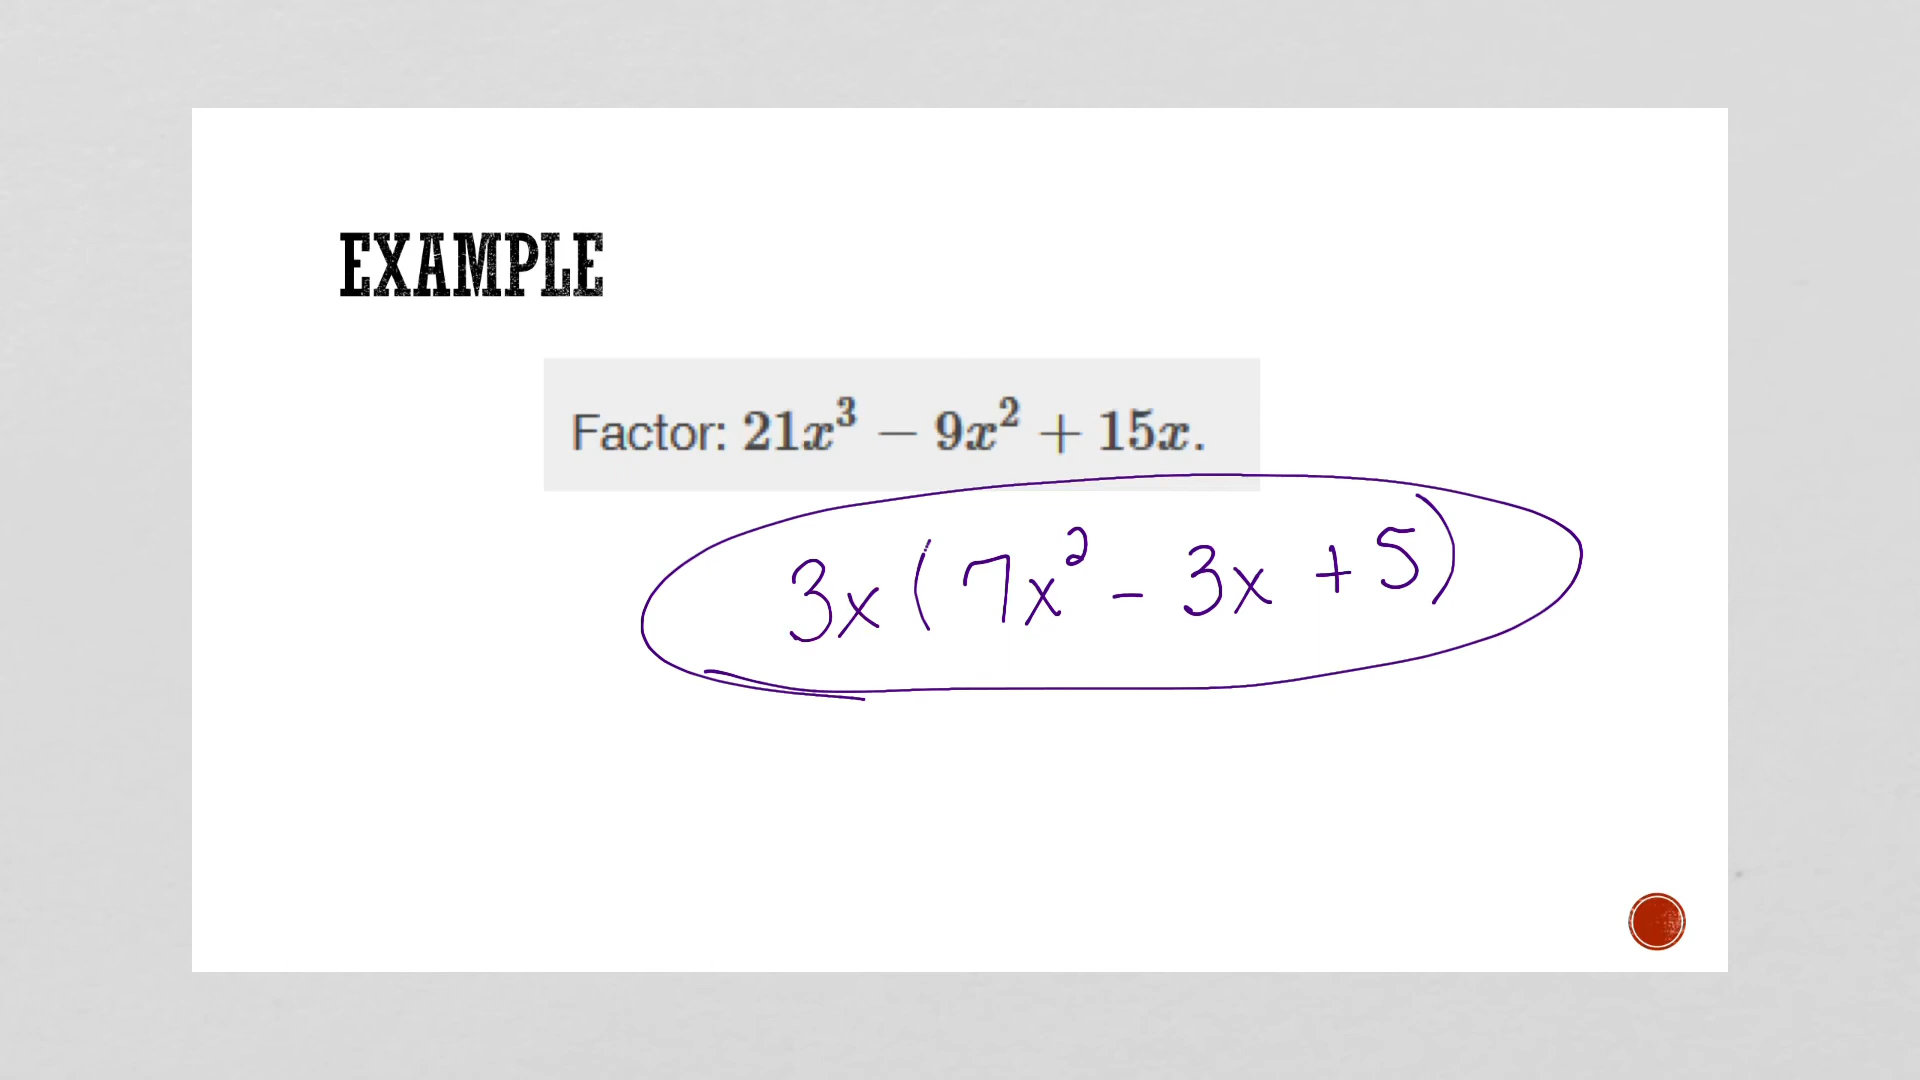 EXAMPLE
Factor: 21x³ − 9x² + 15x.
3x(7x² - 3x + 5)